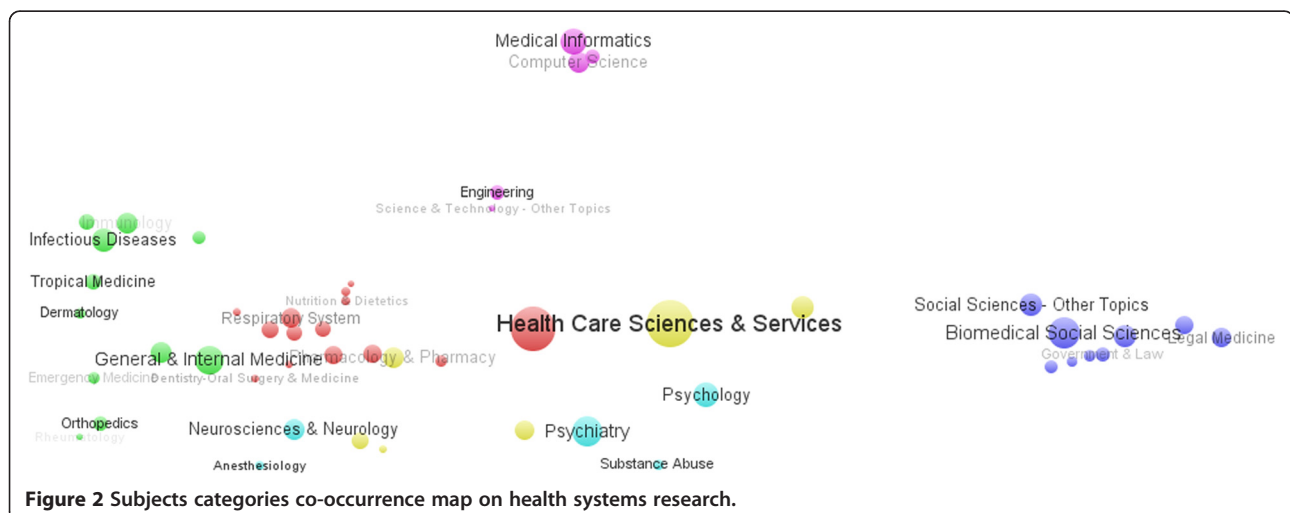 Medical Informatics
Computer Science
Engineering
Science & Technology - Other Topics
Immunology
Infectious Diseases
Tropical Medicine
Nutrition & Dietetics
Social Sciences - Other Topics
Dermatology
Respiratory System
Health Care Sciences & Services
Biomedical Social Sciences
Legal Medicine
Government & Law
General & Internal Medicine
Pharmacology & Pharmacy
Emergency Medicine
Dentistry-Oral Surgery & Medicine
Psychology
Orthopedics
Neurosciences & Neurology
Psychiatry
Rheumatology
Anesthesiology
Substance Abuse
Figure 2 Subjects categories co-occurrence map on health systems research.